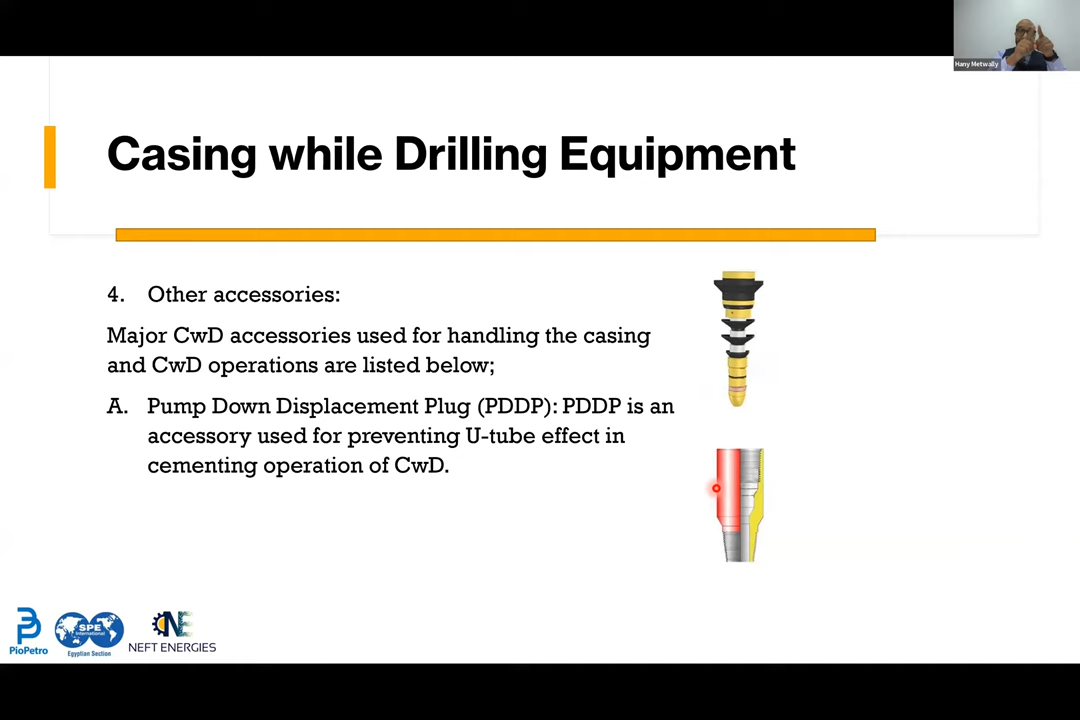 Hany Metwally
Casing while Drilling Equipment
4. Other accessories:
Major CwD accessories used for handling the casing
and CwD operations are listed below;
A. Pump Down Displacement Plug (PDDP): PDDP is an
accessory used for preventing U-tube effect in
cementing operation of CwD.
PioPetro
SPE
International
Egyptian Section
NE
NEFT ENERGIES